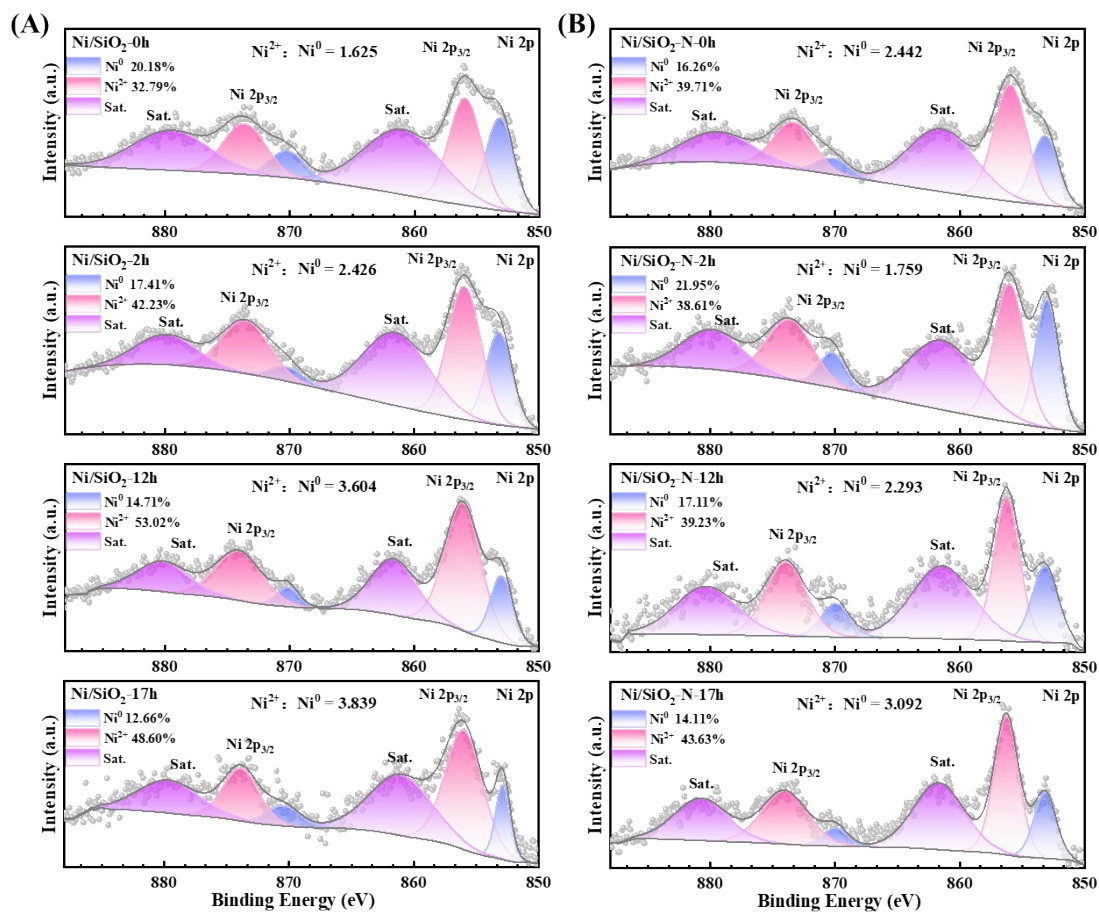 (A)
Ni/SiO₂-0h
Ni²⁺: Ni⁰ = 1.625
Ni 2p₃/₂
Ni 2p
Ni⁰ 20.18%
Ni²⁺ 32.79%
Sat.
Sat.
Ni 2p₃/₂
Sat.
Intensity (a.u.)
880 870 860 850
Ni/SiO₂-2h
Ni²⁺: Ni⁰ = 2.426
Ni 2p₃/₂
Ni 2p
Ni⁰ 17.41%
Ni²⁺ 42.23%
Sat.
Sat.
Ni 2p₃/₂
Sat.
Intensity (a.u.)
880 870 860 850
Ni/SiO₂-12h
Ni²⁺: Ni⁰ = 3.604
Ni 2p₃/₂
Ni 2p
Ni⁰ 14.71%
Ni²⁺ 53.02%
Sat.
Sat.
Ni 2p₃/₂
Sat.
Intensity (a.u.)
880 870 860 850
Ni/SiO₂-17h
Ni²⁺: Ni⁰ = 3.839
Ni 2p₃/₂
Ni 2p
Ni⁰ 12.66%
Ni²⁺ 48.60%
Sat.
Sat.
Ni 2p₃/₂
Sat.
Intensity (a.u.)
880 870 860 850
Binding Energy (eV)
(B)
Ni/SiO₂-N-0h
Ni²⁺: Ni⁰ = 2.442
Ni 2p₃/₂
Ni 2p
Ni⁰ 16.26%
Ni²⁺ 39.71%
Sat.
Sat.
Ni 2p₃/₂
Sat.
Intensity (a.u.)
880 870 860 850
Ni/SiO₂-N-2h
Ni²⁺: Ni⁰ = 1.759
Ni 2p₃/₂
Ni 2p
Ni⁰ 21.95%
Ni²⁺ 38.61%
Sat.
Sat.
Ni 2p₃/₂
Sat.
Intensity (a.u.)
880 870 860 850
Ni/SiO₂-N-12h
Ni²⁺: Ni⁰ = 2.293
Ni 2p₃/₂
Ni 2p
Ni⁰ 17.11%
Ni²⁺ 39.23%
Sat.
Sat.
Ni 2p₃/₂
Sat.
Intensity (a.u.)
880 870 860 850
Ni/SiO₂-N-17h
Ni²⁺: Ni⁰ = 3.092
Ni 2p₃/₂
Ni 2p
Ni⁰ 14.11%
Ni²⁺ 43.63%
Sat.
Sat.
Ni 2p₃/₂
Sat.
Intensity (a.u.)
880 870 860 850
Binding Energy (eV)